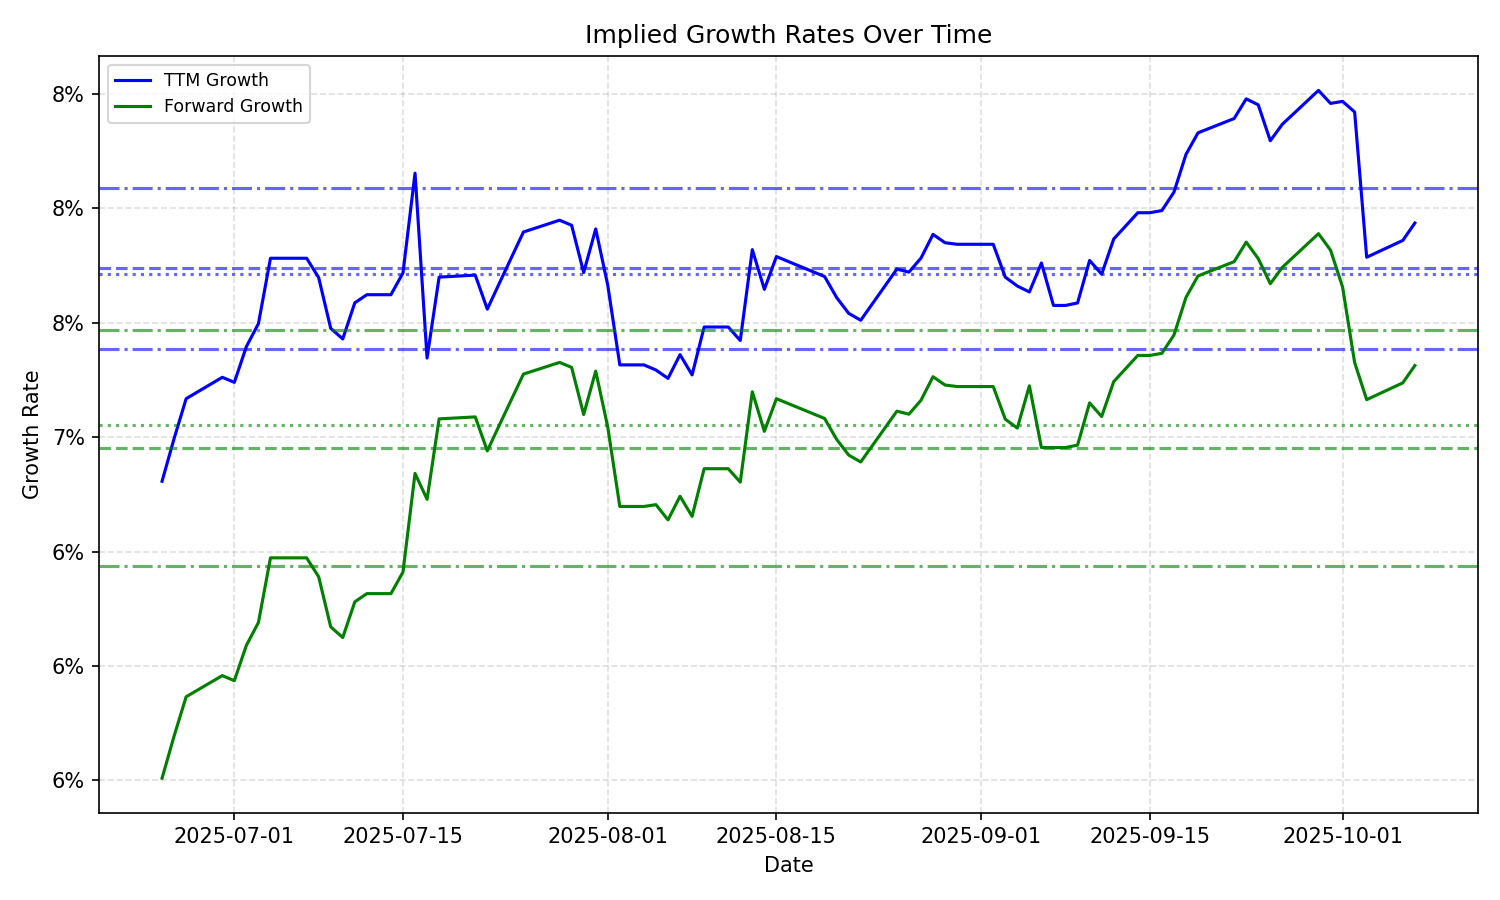 Implied Growth Rates Over Time
TTM Growth
Forward Growth
8%
8%
8%
7%
6%
6%
6%
Growth Rate
2025-07-01
2025-07-15
2025-08-01
2025-08-15
2025-09-01
2025-09-15
2025-10-01
Date